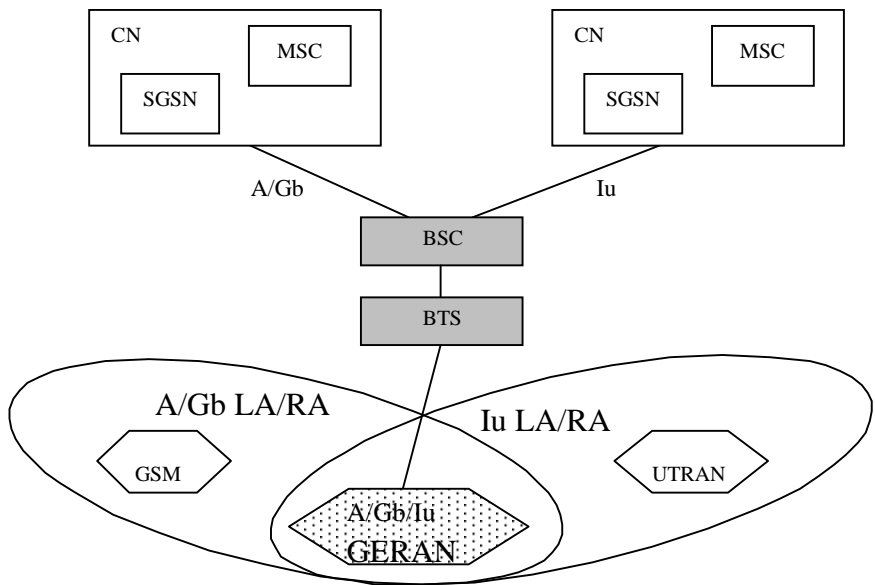 CN
MSC
SGSN
CN
MSC
SGSN
A/Gb
Iu
BSC
BTS
A/Gb LA/RA
Iu LA/RA
GSM
UTRAN
A/Gb/Iu
GERAN